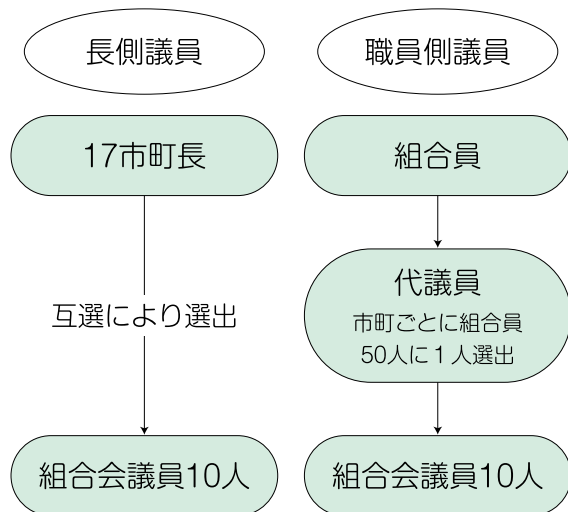 長側議員
17市町長
互選により選出
組合会議員10人
職員側議員
組合員
代議員
市町ごとに組合員
50人に１人選出
組合会議員10人